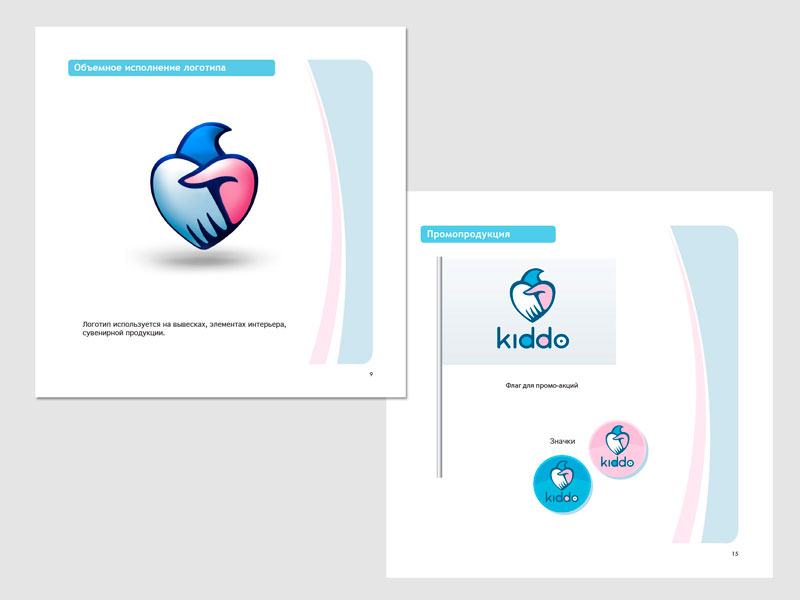 Объемное исполнение логотипа
Логотип используется на вывесках, элементах интерьера,
сувенирной продукции.
9
Промопродукция
kiddo
Флаг для промо-акций
Значки
kiddo
kiddo
15